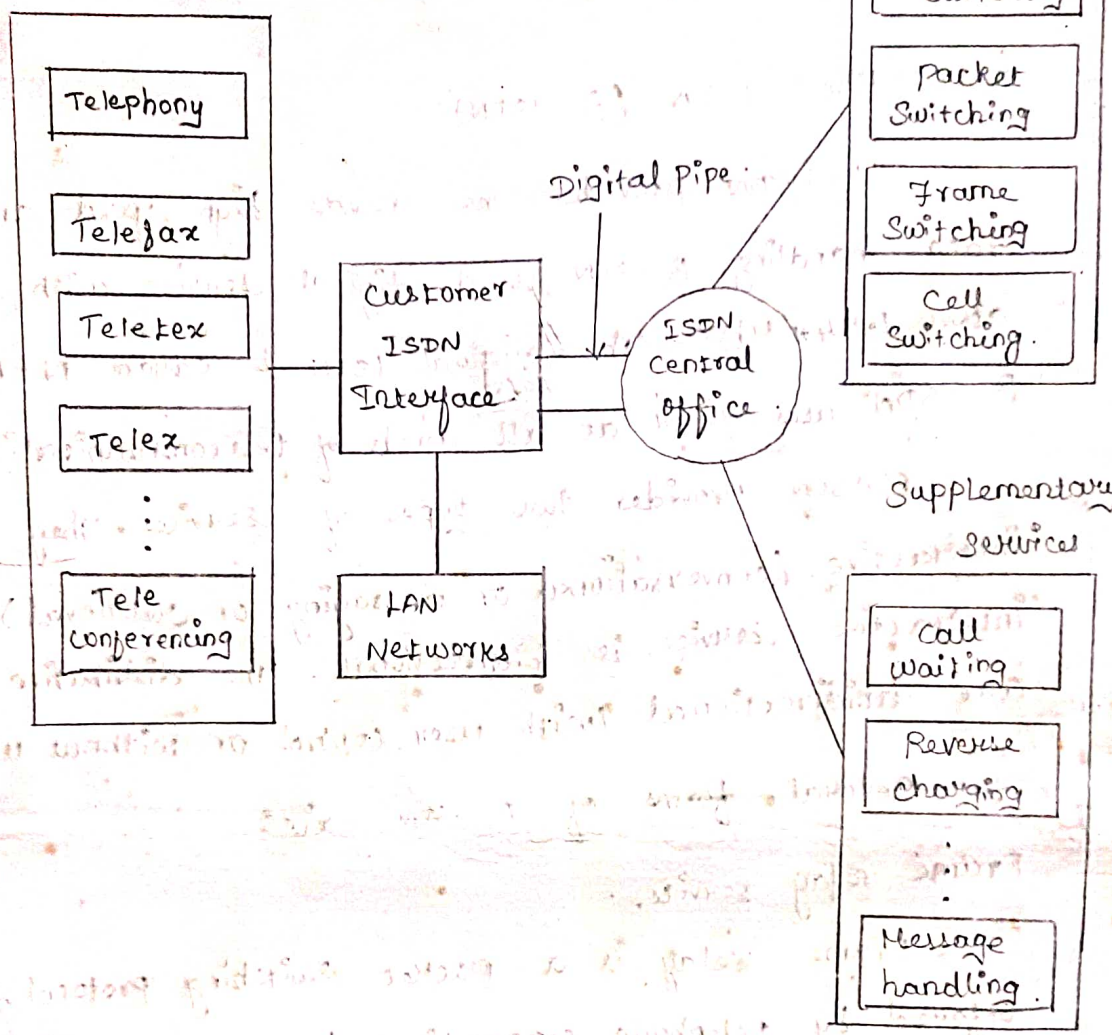 Telephony
Telefax
Teletex
Telex
Tele
conferencing
Customer
ISDN
Interface.
LAN
Networks
Digital Pipe.
ISDN
Central
office.
Packet
Switching
Frame
Switching
Cell
Switching.
Supplementary
Services
Call
waiting
Reverse
charging
Message
handling.